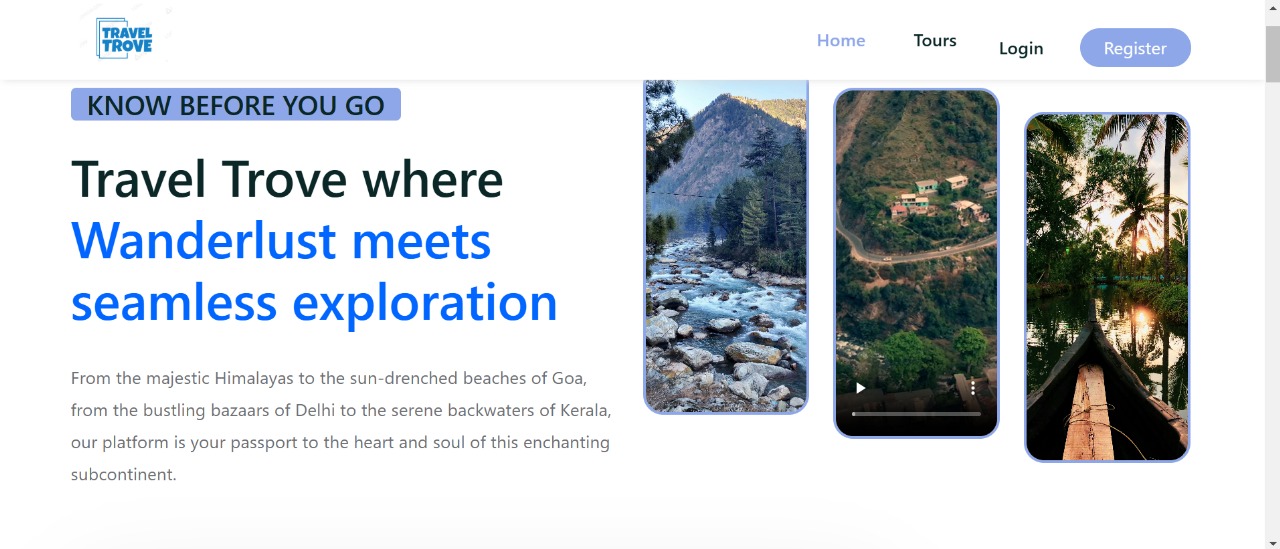 TRAVEL
TROVE
Home
Tours
Login
Register
KNOW BEFORE YOU GO
Travel Trove where
Wanderlust meets
seamless exploration
From the majestic Himalayas to the sun-drenched beaches of Goa,
from the bustling bazaars of Delhi to the serene backwaters of Kerala,
our platform is your passport to the heart and soul of this enchanting
subcontinent.